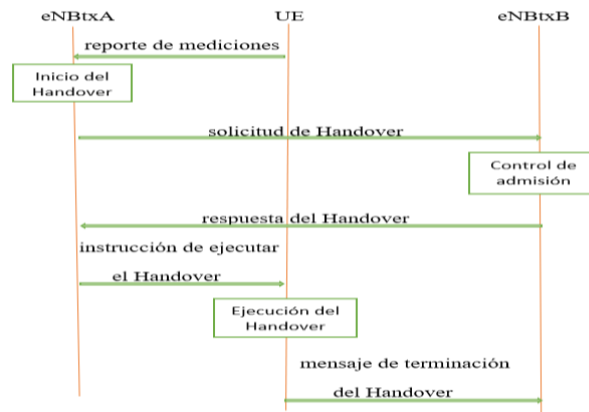 eNBtxA
UE
eNBtxB
reporte de mediciones
Inicio del
Handover
solicitud de Handover
Control de
admisión
respuesta del Handover
instrucción de ejecutar
el Handover
Ejecución del
Handover
mensaje de terminación
del Handover